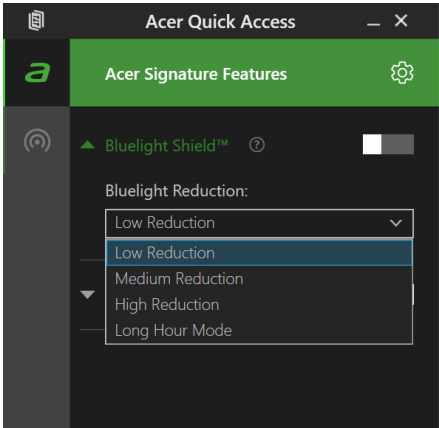 Acer Quick Access
a
Acer Signature Features
Bluelight Shield™ ?
Bluelight Reduction:
Low Reduction
Low Reduction
Medium Reduction
High Reduction
Long Hour Mode